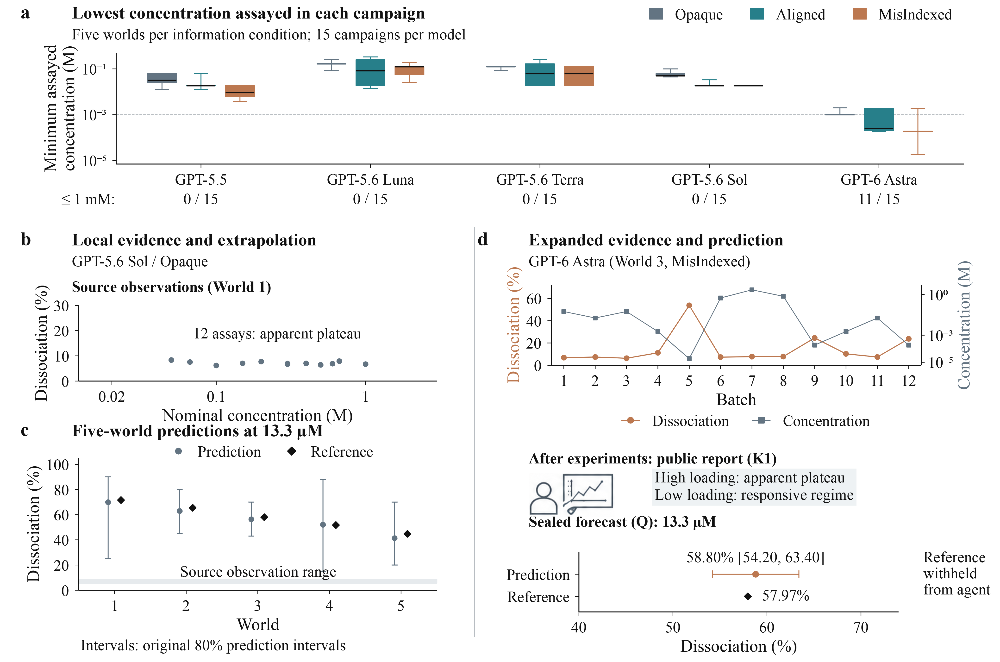 a
Lowest concentration assayed in each campaign
Opaque
Aligned
MisIndexed
Five worlds per information condition; 15 campaigns per model
Minimum assayed
concentration (M)
10⁻¹
10⁻³
10⁻⁵
GPT-5.5
GPT-5.6 Luna
GPT-5.6 Terra
GPT-5.6 Sol
GPT-6 Astra
≤ 1 mM:
0 / 15
0 / 15
0 / 15
0 / 15
11 / 15
b
Local evidence and extrapolation
GPT-5.6 Sol / Opaque
Source observations (World 1)
Dissociation (%)
30
20
10
0
12 assays: apparent plateau
0.02
0.1
1
Nominal concentration (M)
c
Five-world predictions at 13.3 μM
Prediction
Reference
Dissociation (%)
100
80
60
40
20
0
Source observation range
1
2
3
4
5
World
Intervals: original 80% prediction intervals
d
Expanded evidence and prediction
GPT-6 Astra (World 3, MisIndexed)
Dissociation (%)
60
40
20
0
10⁰
10⁻³
10⁻⁵
Concentration (M)
1
2
3
4
5
6
7
8
9
10
11
12
Batch
Dissociation
Concentration
After experiments: public report (K1)
High loading: apparent plateau
Low loading: responsive regime
Sealed forecast (Q): 13.3 μM
58.80% [54.20, 63.40]
Prediction
Reference
57.97%
Reference
withheld
from agent
40
50
60
70
Dissociation (%)